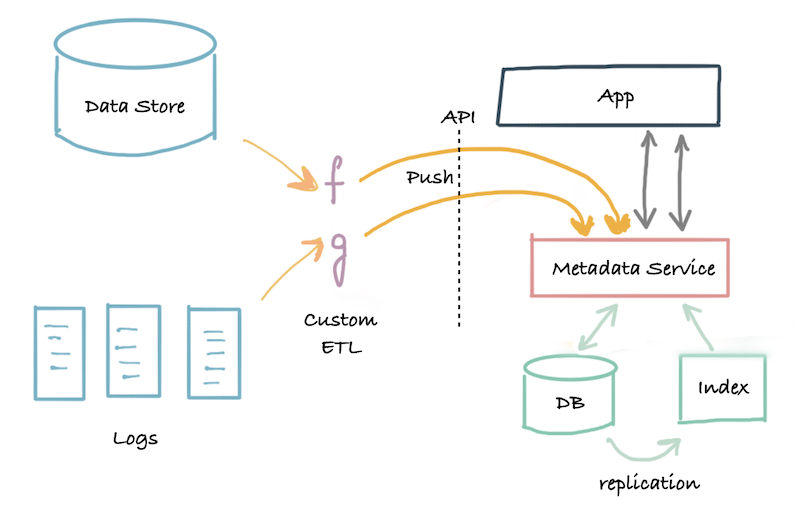 Data Store
App
API
f
Push
g
Metadata Service
Custom
ETL
DB
Index
Logs
replication